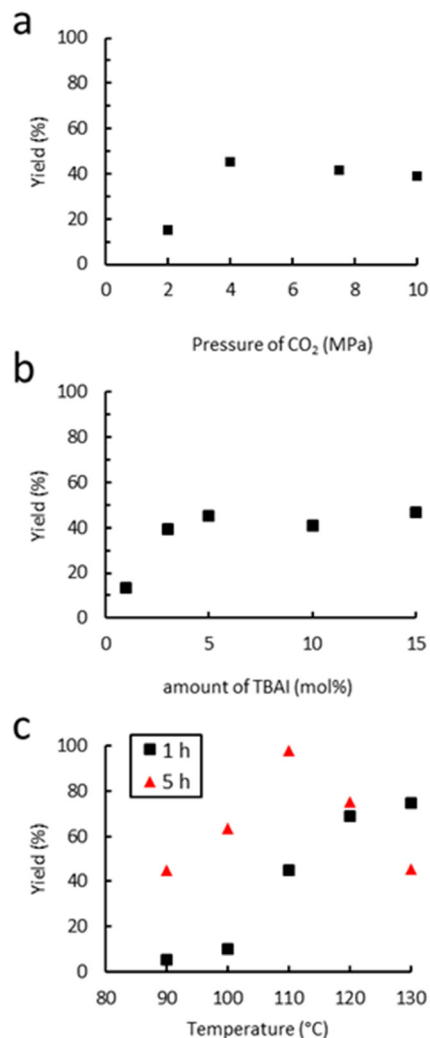 a
100
80
60
40
20
0
Yield (%)
0 2 4 6 8 10
Pressure of CO₂ (MPa)
b
100
80
60
40
20
0
Yield (%)
0 5 10 15
amount of TBAI (mol%)
c
100
80
60
40
20
0
Yield (%)
1 h
5 h
80 90 100 110 120 130
Temperature (°C)